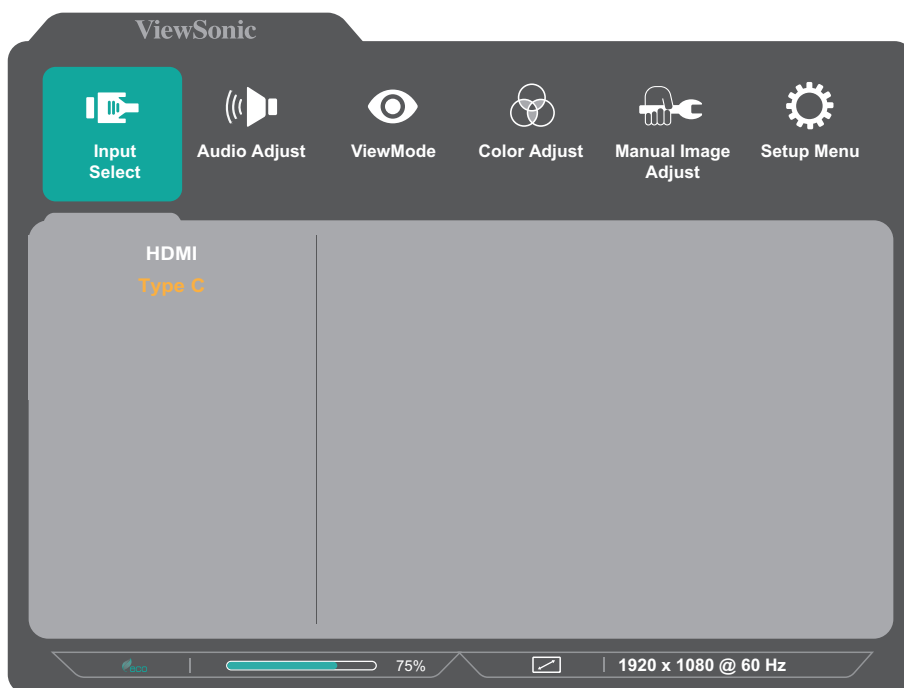 ViewSonic
Input
Select
Audio Adjust
ViewMode
Color Adjust
Manual Image
Adjust
Setup Menu
HDMI
Type C
eco
75%
1920 x 1080 @ 60 Hz